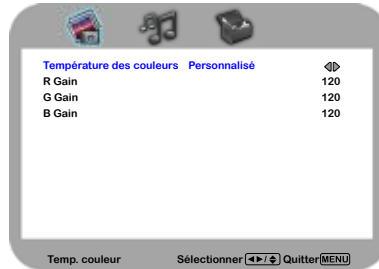 Température des couleurs Personnalisé
R Gain 120
G Gain 120
B Gain 120
Temp. couleur Sélectionner ◄►/◆ Quitter MENU